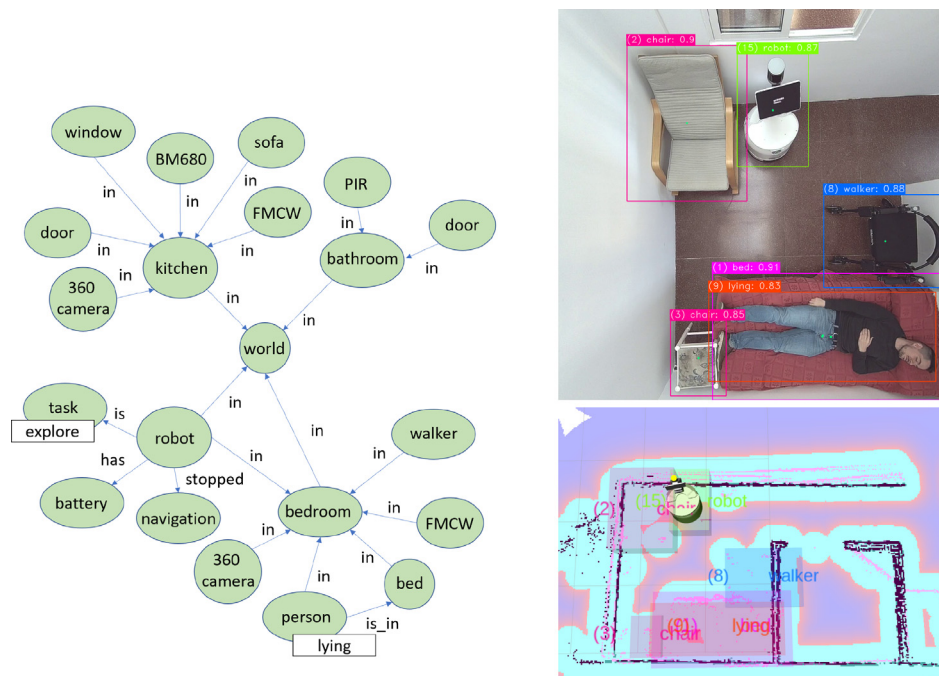 window
BM680
sofa
PIR
in
in
in
in
FMCW
door
in
kitchen
in
door
bathroom
in
360
camera
in
in
in
world
task
explore
is
robot
in
in
walker
has
stopped
in
in
battery
navigation
bedroom
in
FMCW
360
camera
in
in
in
bed
person
is_in
lying
(2) chair: 0.9
(15) robot: 0.87
(8) walker: 0.88
(1) bed: 0.91
(9) lying: 0.83
(3) chair: 0.85
(2)
chair
(15)
robot
(8)
walker
(3)
chair
lying